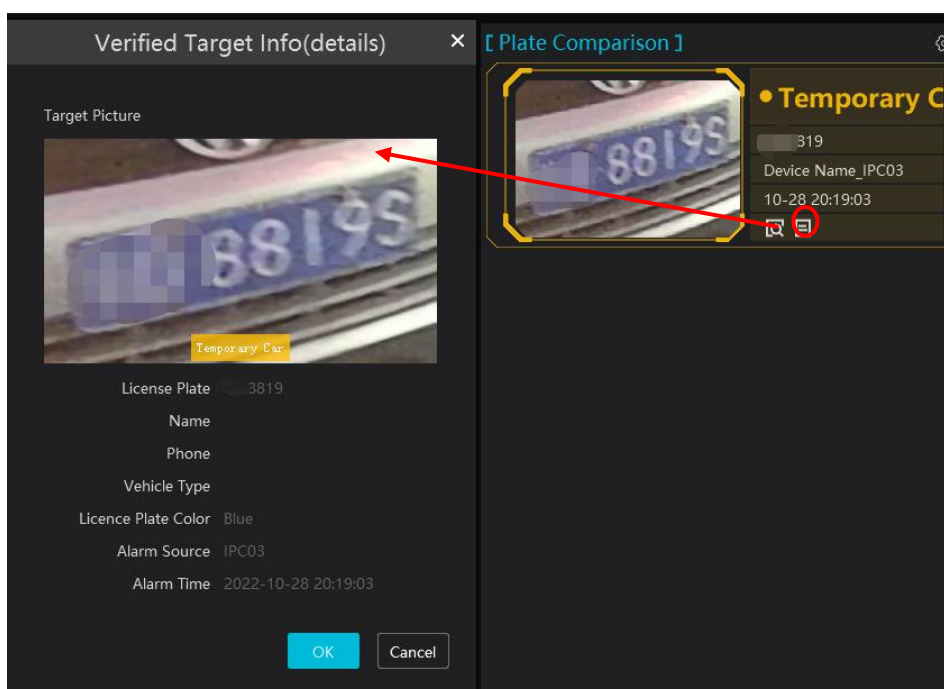 Verified Target Info(details)
Target Picture
88195
Temporary Car
License Plate 3819
Name
Phone
Vehicle Type
Licence Plate Color Blue
Alarm Source IPC03
Alarm Time 2022-10-28 20:19:03
OK Cancel
[ Plate Comparison ]
88195
Temporary C
819
Device Name_IPC03
10-28 20:19:03